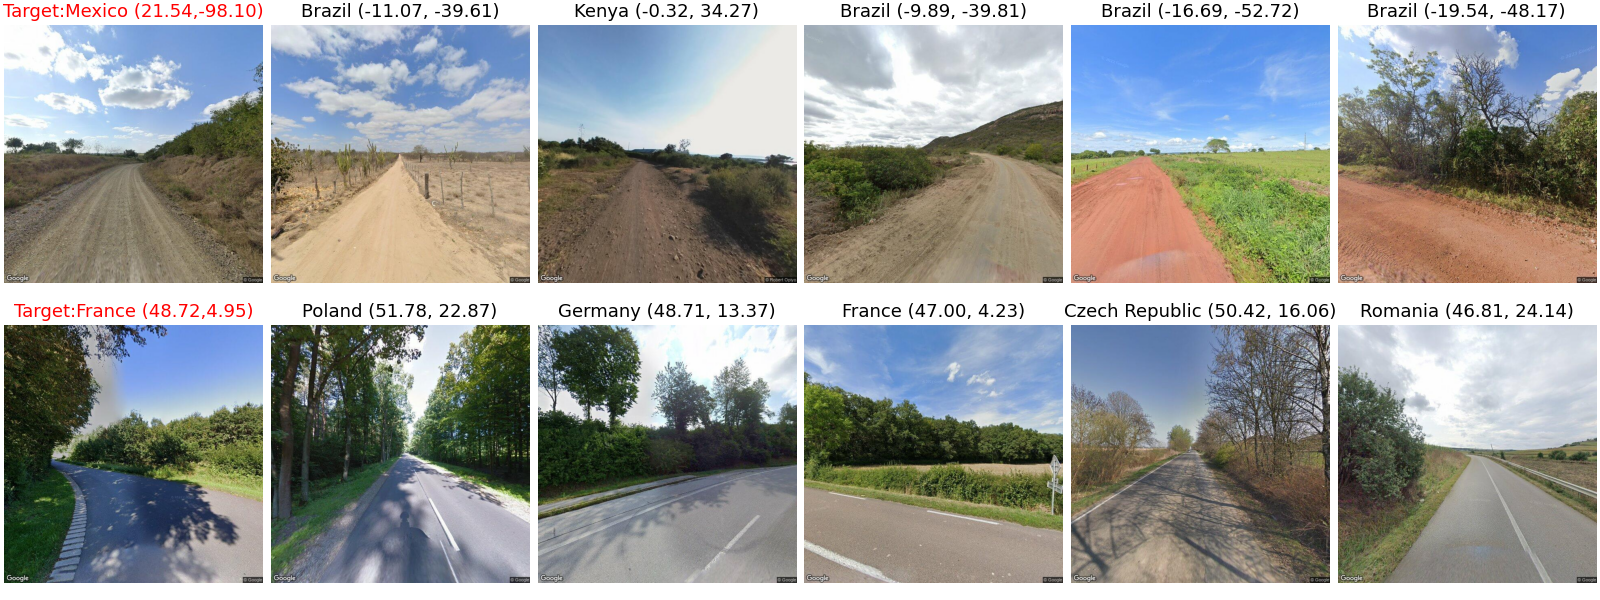 Target:Mexico (21.54,-98.10)
Brazil (-11.07, -39.61)
Kenya (-0.32, 34.27)
Brazil (-9.89, -39.81)
Brazil (-16.69, -52.72)
Brazil (-19.54, -48.17)
Google
Google
Google
Google
Google
Google
Target:France (48.72,4.95)
Poland (51.78, 22.87)
Germany (48.71, 13.37)
France (47.00, 4.23)
Czech Republic (50.42, 16.06)
Romania (46.81, 24.14)
Google
Google
Google
Google
Google
Google